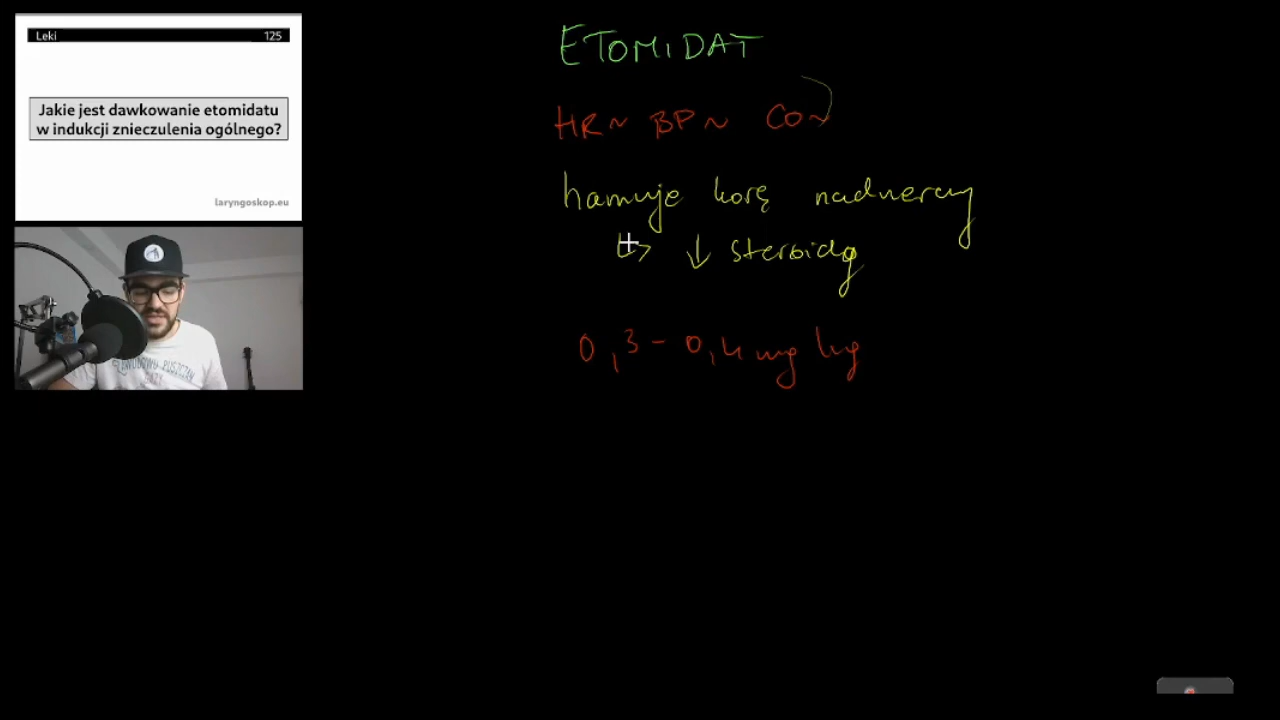 Leki 125
Jakie jest dawkowanie etomidatu
w indukcji znieczulenia ogólnego?
laryngoskop.eu
ETOMIDAT
HR~ BP~ CO~
hamuje korę nadnerczy
↳ ↓ steroidy
0,3 - 0,4 mg kg